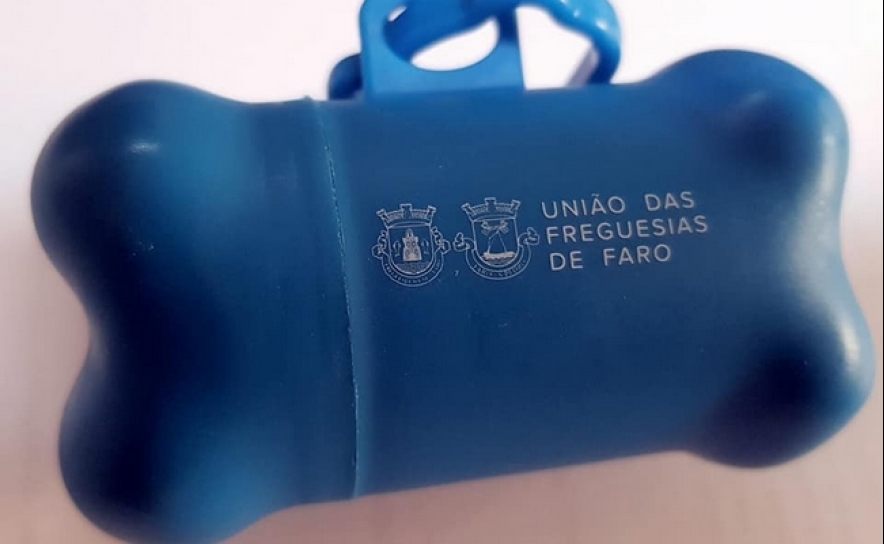 UNIÃO DAS
FREGUESIAS
DE FARO